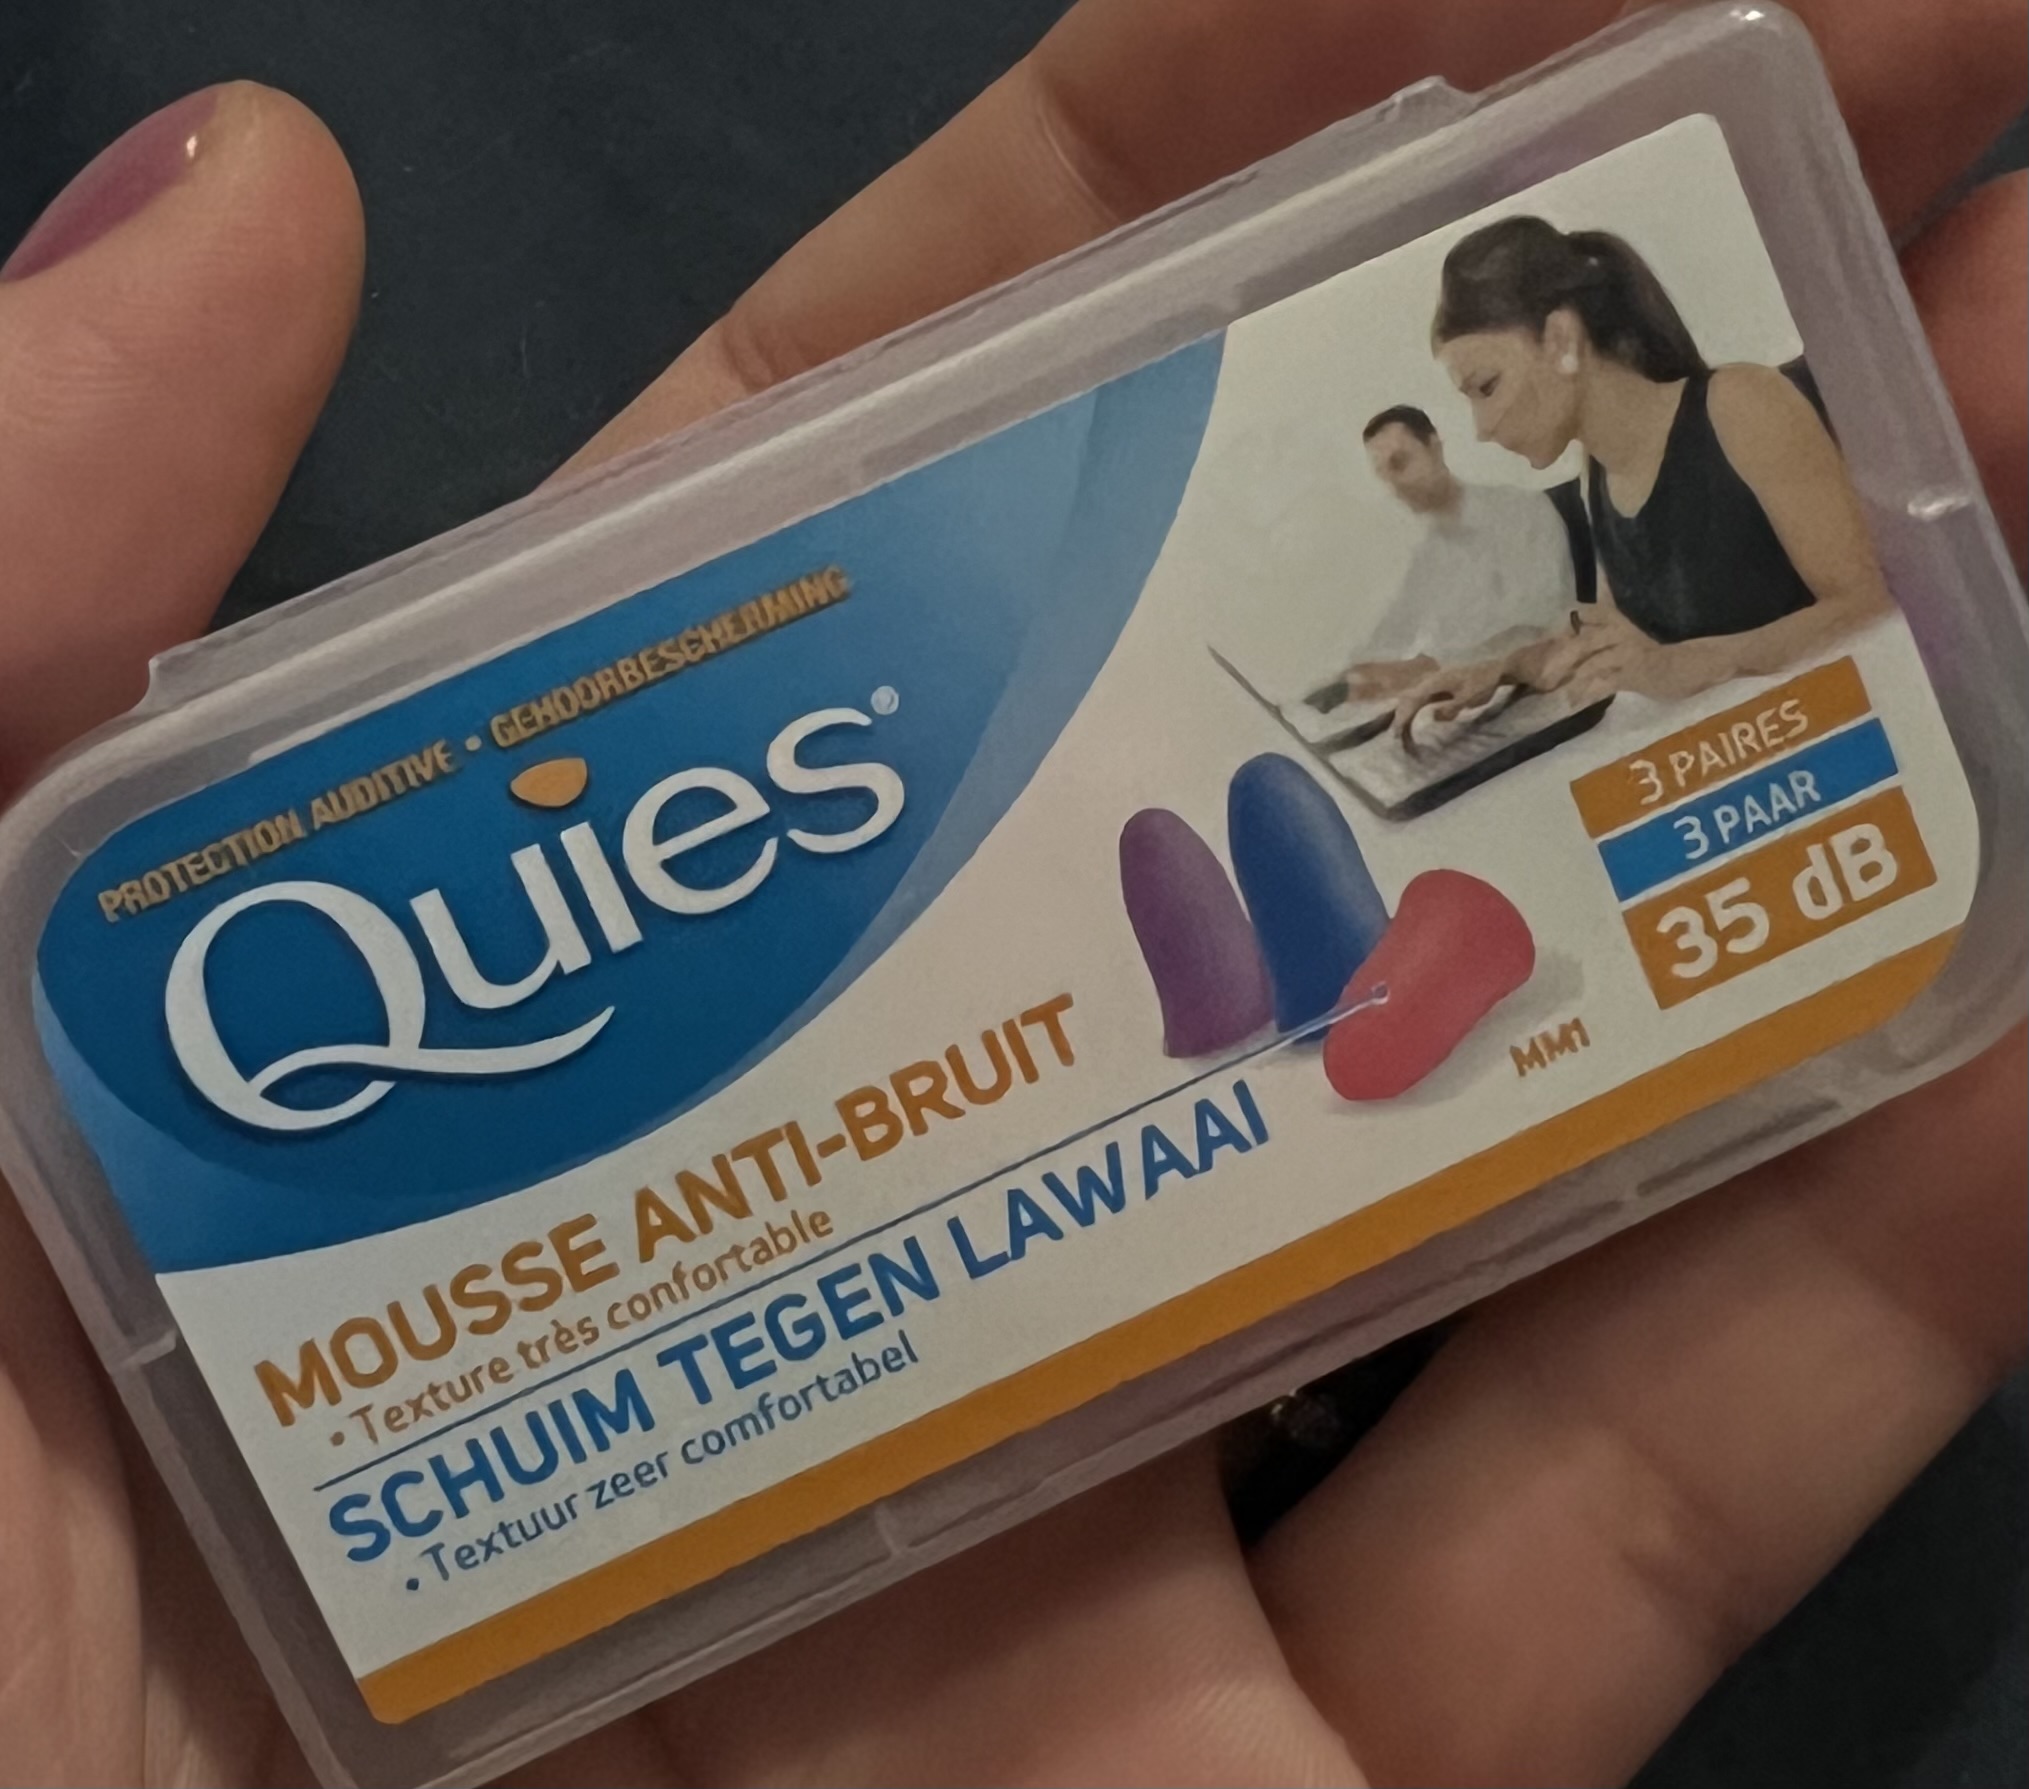 PROTECTION AUDITIVE • GEHOORBESCHERMING
Quies®
MOUSSE ANTI-BRUIT
• Texture très confortable
SCHUIM TEGEN LAWAAI
• Textuur zeer comfortabel
3 PAIRES
3 PAAR
35 dB
MM1